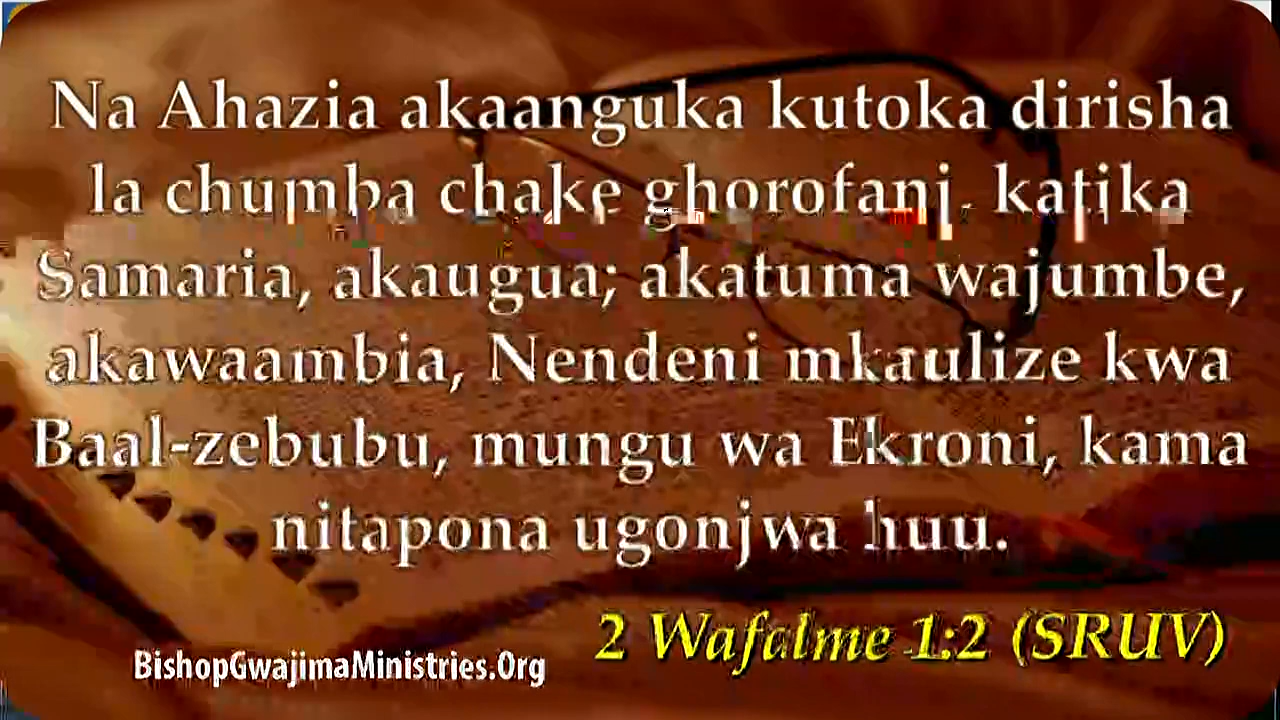 Na Ahazia akaanguka kutoka dirisha
la chumba chake ghorofani, katika
Samaria, akaugua; akatuma wajumbe,
akawaambia, Nendeni mkaulize kwa
Baal-zebubu, mungu wa Ekroni, kama
nitapona ugonjwa huu.
2 Wafalme 1:2 (SRUV)
BishopGwajimaMinistries.Org